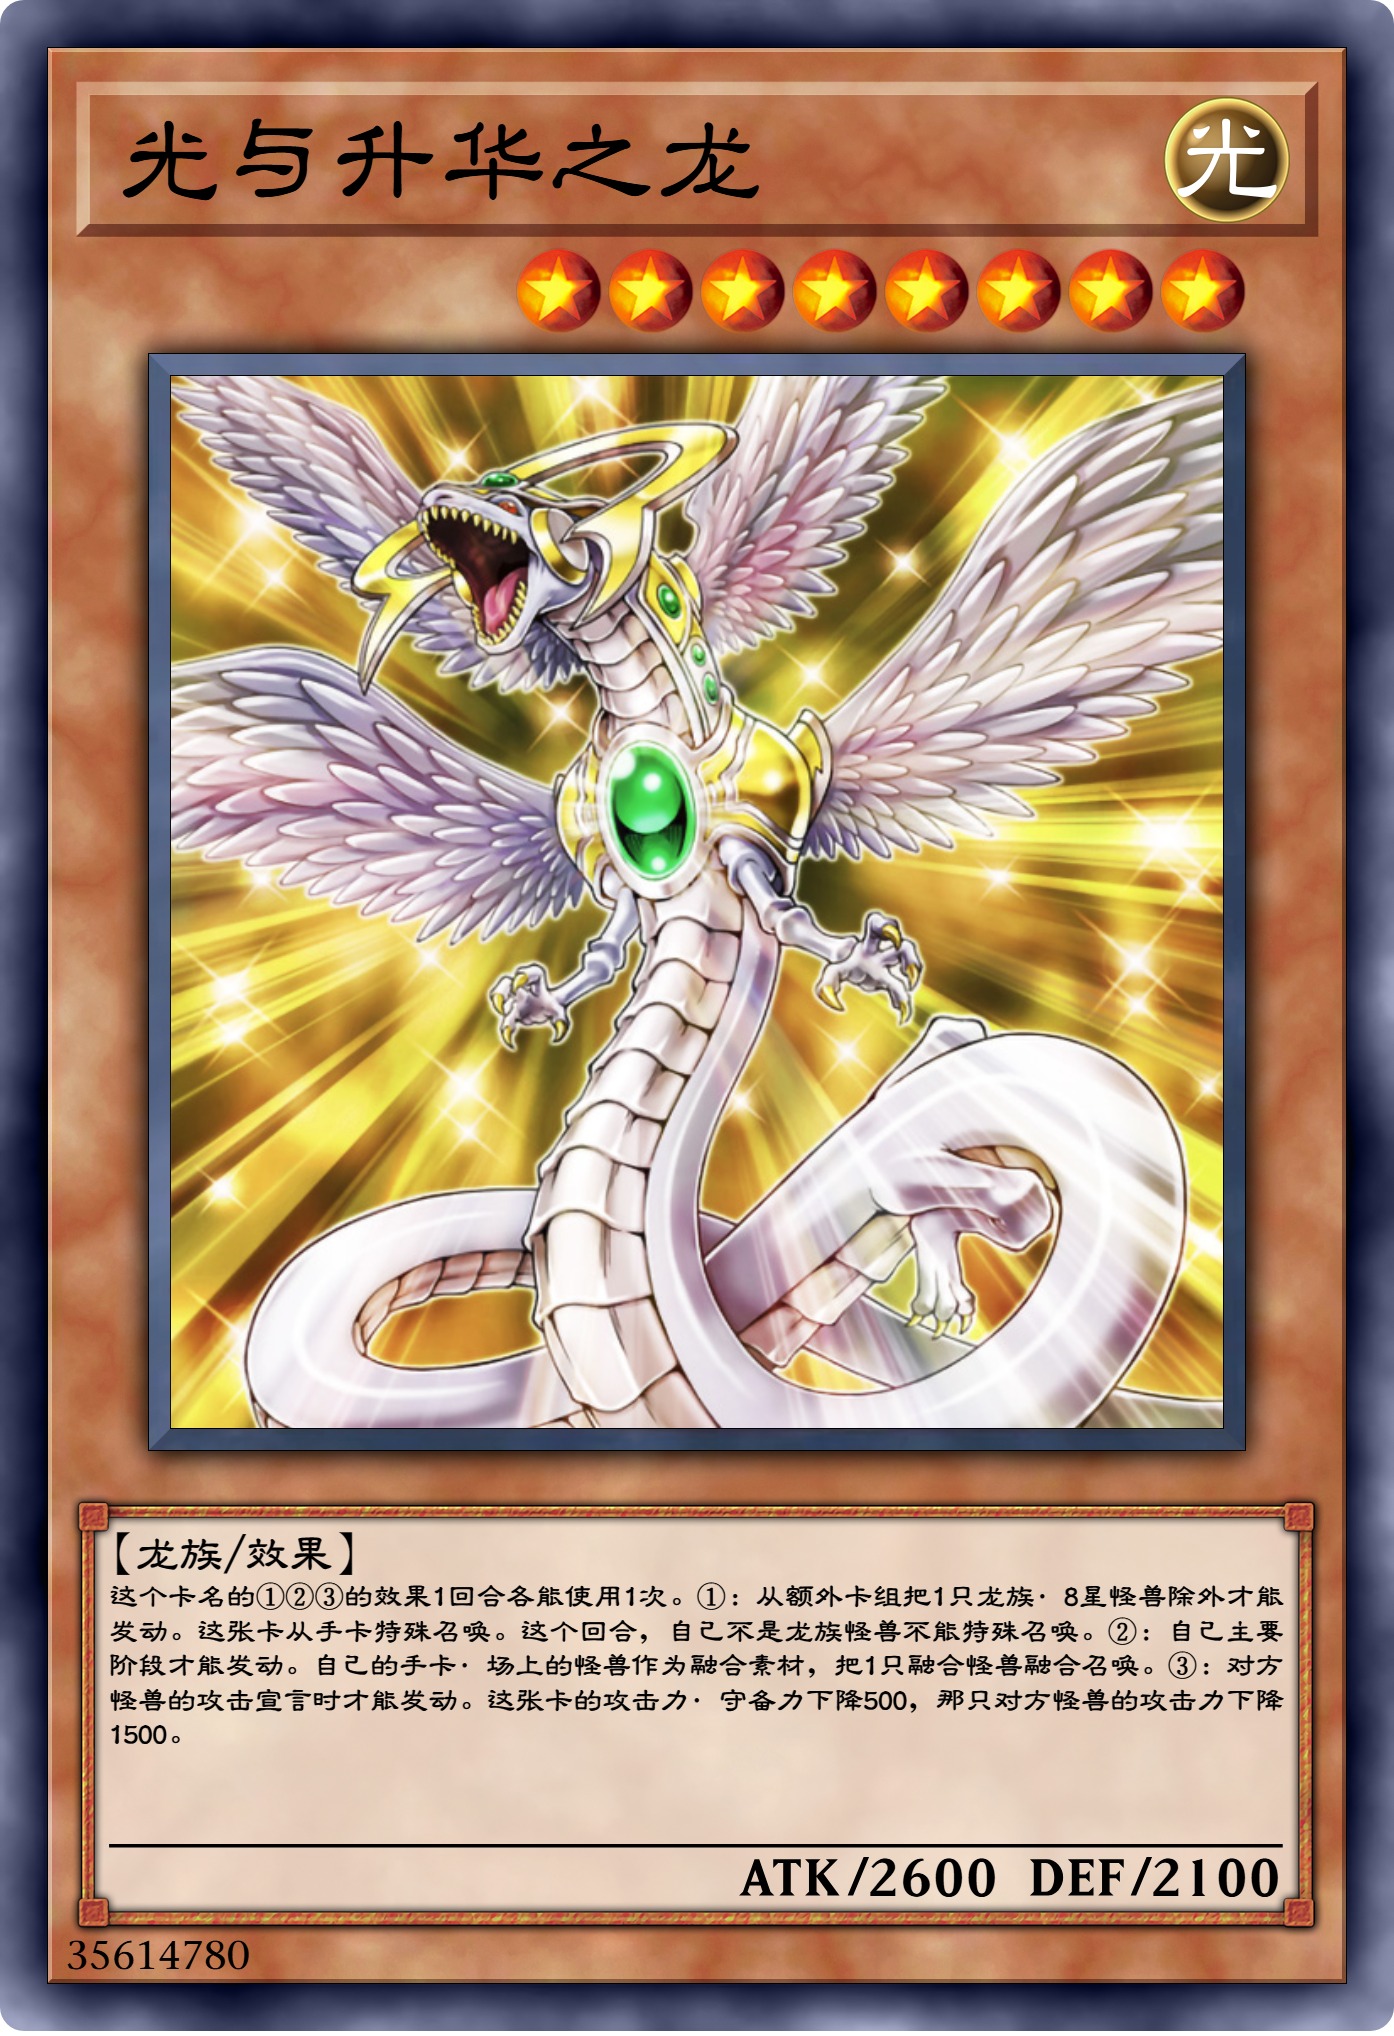 光与升华之龙
光
【龙族/效果】
这个卡名的①②③的效果1回合各能使用1次。①：从额外卡组把1只龙族·8星怪兽除外才能
发动。这张卡从手卡特殊召唤。这个回合，自己不是龙族怪兽不能特殊召唤。②：自己主要
阶段才能发动。自己的手卡·场上的怪兽作为融合素材，把1只融合怪兽融合召唤。③：对方
怪兽的攻击宣言时才能发动。这张卡的攻击力·守备力下降500，那只对方怪兽的攻击力下降
1500。
ATK/2600 DEF/2100
35614780